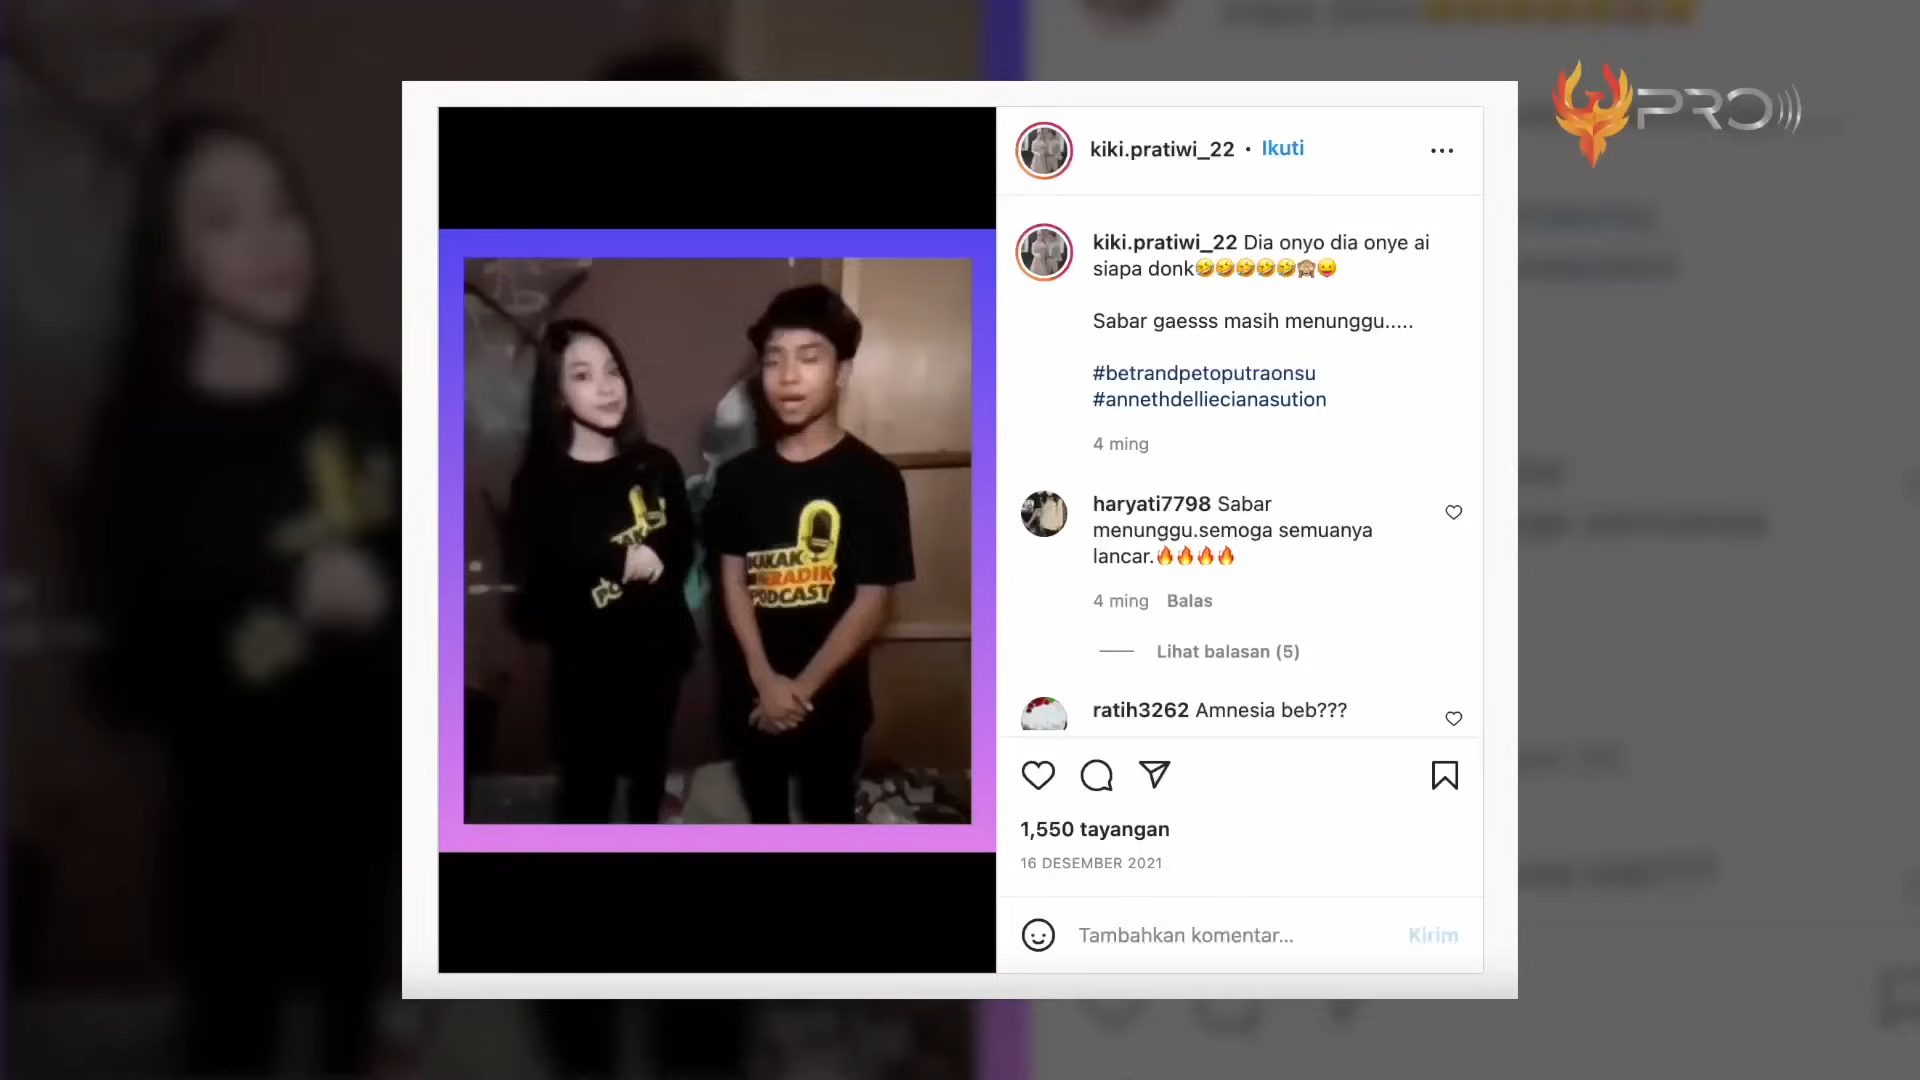 PRO
kiki.pratiwi_22 • Ikuti
kiki.pratiwi_22 Dia onyo dia onye ai
siapa donk🤣🤣🤣🤣🤣🙈😛
Sabar gaesss masih menunggu.....
#betrandpetoputraonsu
#annethdelliecianasution
4 ming
haryati7798 Sabar
menunggu.semoga semuanya
lancar.🔥🔥🔥🔥
4 ming Balas
Lihat balasan (5)
ratih3262 Amnesia beb???
1,550 tayangan
16 DESEMBER 2021
Tambahkan komentar... Kirim
KAKAK
PODCAST